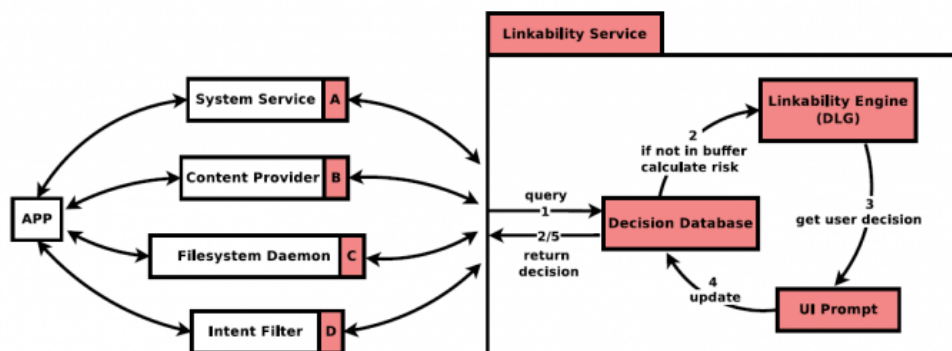 Linkability Service
System Service A
Linkability Engine
(DLG)
2
if not in buffer
calculate risk
Content Provider B
query
1
3
get user decision
APP
Decision Database
2/5
return
decision
Filesystem Daemon C
4
update
UI Prompt
Intent Filter D